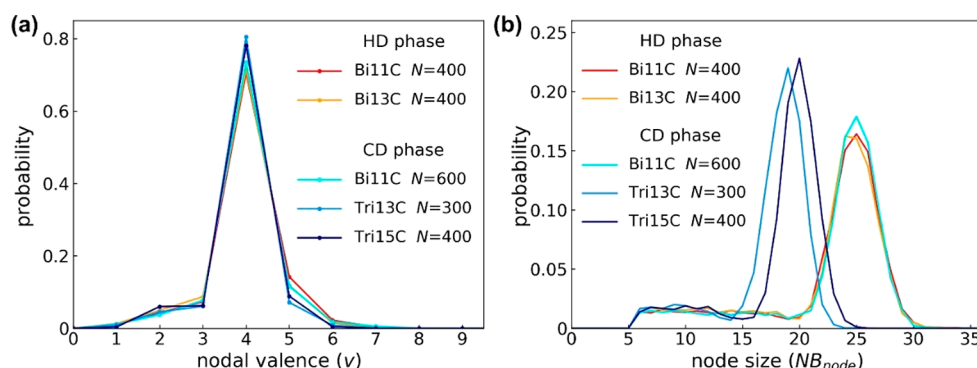 (a)
0.8
0.6
0.4
0.2
0
probability
HD phase
Bi11C N=400
Bi13C N=400
CD phase
Bi11C N=600
Tri13C N=300
Tri15C N=400
0 1 2 3 4 5 6 7 8 9
nodal valence (v)
(b)
0.25
0.20
0.15
0.10
0.05
0
probability
HD phase
Bi11C N=400
Bi13C N=400
CD phase
Bi11C N=600
Tri13C N=300
Tri15C N=400
0 5 10 15 20 25 30 35
node size (NBnode)